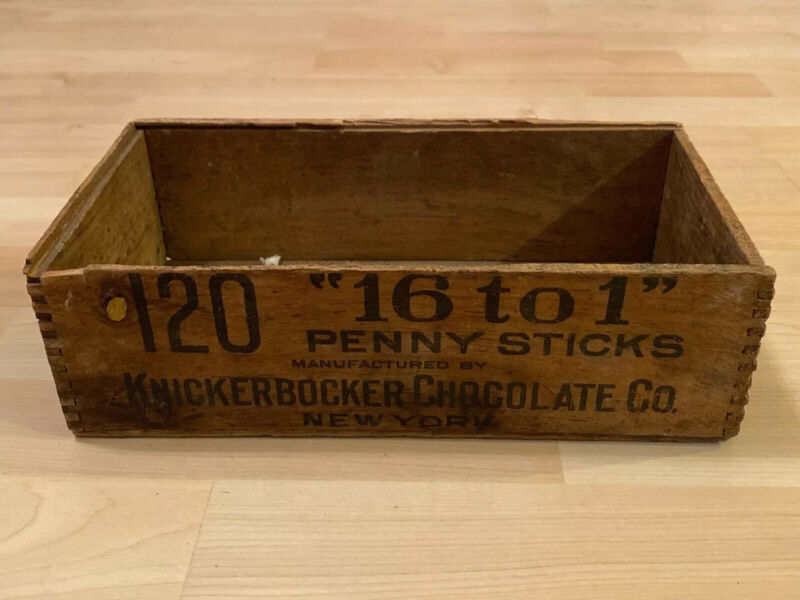 120 "16 to 1"
PENNY STICKS
MANUFACTURED BY
KNICKERBOCKER CHOCOLATE CO.
NEW YORK